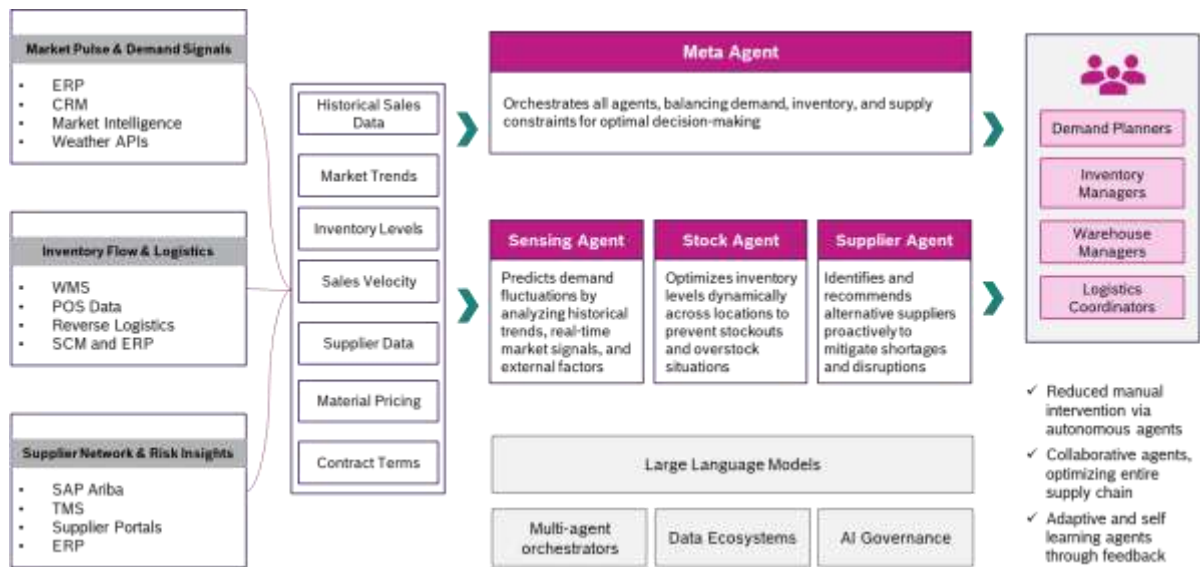 Market Pulse & Demand Signals
• ERP
• CRM
• Market Intelligence
• Weather APIs
Inventory Flow & Logistics
• WMS
• POS Data
• Reverse Logistics
• SCM and ERP
Supplier Network & Risk Insights
• SAP Ariba
• TMS
• Supplier Portals
• ERP
Historical Sales
Data
Market Trends
Inventory Levels
Sales Velocity
Supplier Data
Material Pricing
Contract Terms
Meta Agent
Orchestrates all agents, balancing demand, inventory, and supply
constraints for optimal decision-making
Sensing Agent
Predicts demand
fluctuations by
analyzing historical
trends, real-time
market signals, and
external factors
Stock Agent
Optimizes inventory
levels dynamically
across locations to
prevent stockouts
and overstock
situations
Supplier Agent
Identifies and
recommends
alternative suppliers
proactively to
mitigate shortages
and disruptions
Large Language Models
Multi-agent
orchestrators
Data Ecosystems
AI Governance
Demand Planners
Inventory
Managers
Warehouse
Managers
Logistics
Coordinators
✓ Reduced manual
intervention via
autonomous agents
✓ Collaborative agents,
optimizing entire
supply chain
✓ Adaptive and self
learning agents
through feedback